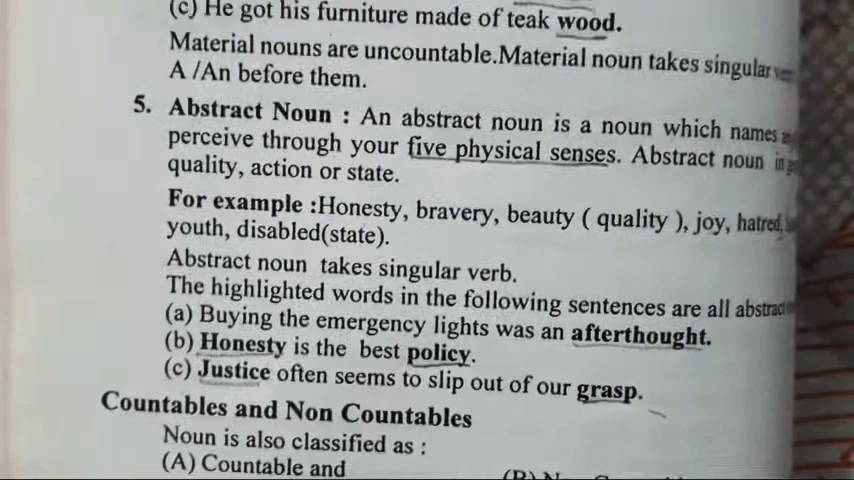 (c) He got his furniture made of teak wood.
Material nouns are uncountable.Material noun takes singular
A /An before them.
5. Abstract Noun : An abstract noun is a noun which names
perceive through your five physical senses. Abstract noun
quality, action or state.
For example :Honesty, bravery, beauty ( quality ), joy, hatred,
youth, disabled(state).
Abstract noun takes singular verb.
The highlighted words in the following sentences are all abstract
(a) Buying the emergency lights was an afterthought.
(b) Honesty is the best policy.
(c) Justice often seems to slip out of our grasp.
Countables and Non Countables
Noun is also classified as :
(A) Countable and